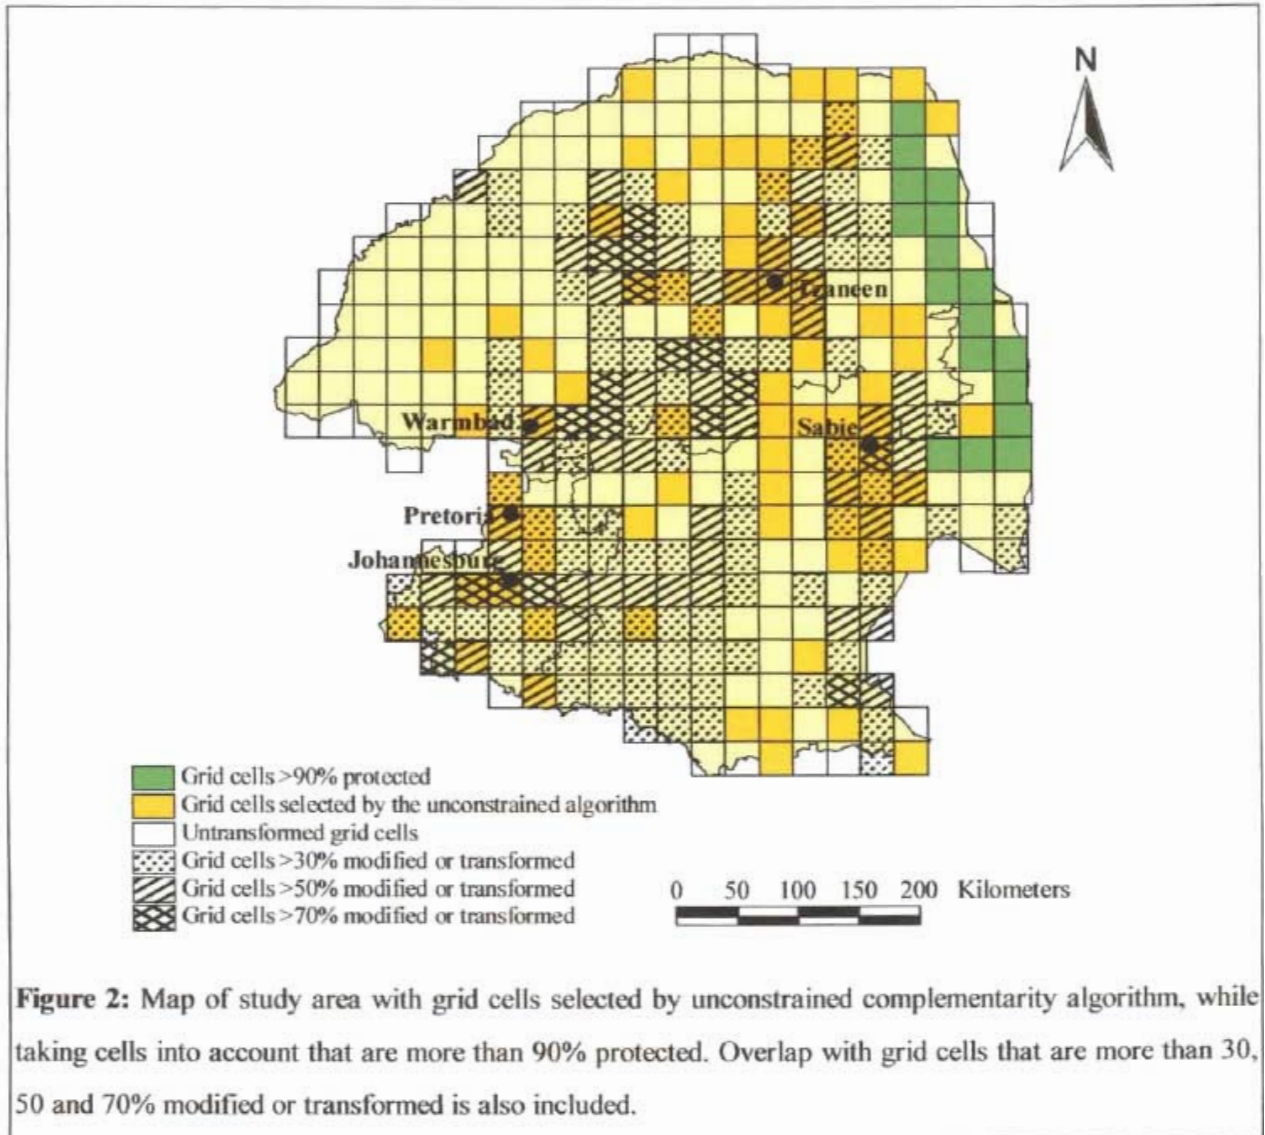 N
Tzaneen
Warmbad
Sabie
Pretoria
Johannesburg
Grid cells >90% protected
Grid cells selected by the unconstrained algorithm
Untransformed grid cells
Grid cells >30% modified or transformed
Grid cells >50% modified or transformed
Grid cells >70% modified or transformed
0 50 100 150 200 Kilometers
Figure 2: Map of study area with grid cells selected by unconstrained complementarity algorithm, while
taking cells into account that are more than 90% protected. Overlap with grid cells that are more than 30,
50 and 70% modified or transformed is also included.